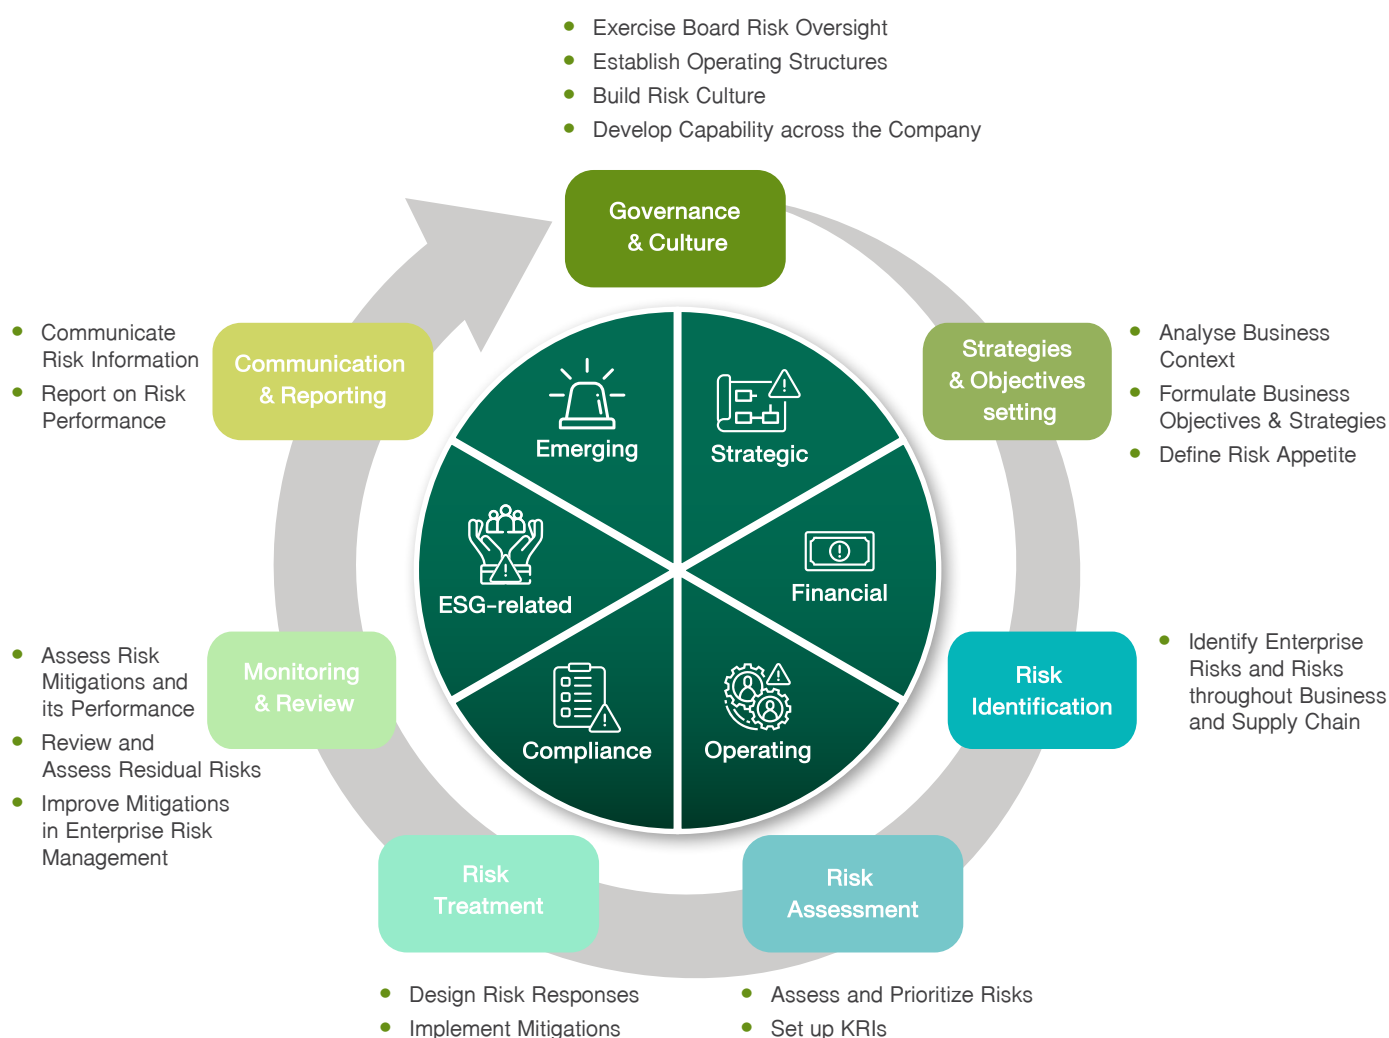 Exercise Board Risk Oversight
Establish Operating Structures
Build Risk Culture
Develop Capability across the Company
Governance
& Culture
Strategies
& Objectives
setting
Analyse Business
Context
Formulate Business
Objectives & Strategies
Define Risk Appetite
Risk
Identification
Identify Enterprise
Risks and Risks
throughout Business
and Supply Chain
Risk
Assessment
Assess and Prioritize Risks
Set up KRIs
Risk
Treatment
Design Risk Responses
Implement Mitigations
Monitoring
& Review
Assess Risk
Mitigations and
its Performance
Review and
Assess Residual Risks
Improve Mitigations
in Enterprise Risk
Management
Communication
& Reporting
Communicate
Risk Information
Report on Risk
Performance
Emerging
Strategic
Financial
Operating
Compliance
ESG-related